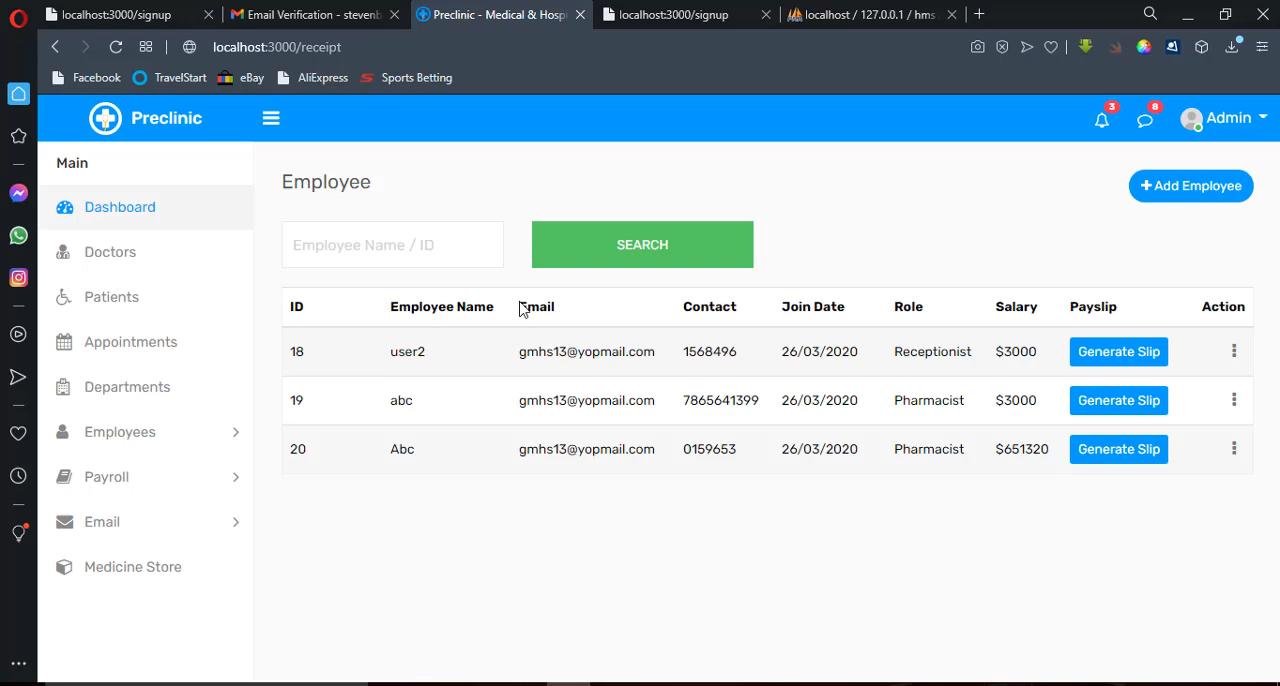 localhost:3000/signup
Email Verification - stevenb
Preclinic - Medical & Hospi
localhost:3000/signup
localhost / 127.0.0.1 / hms
localhost:3000/receipt
Facebook TravelStart eBay AliExpress Sports Betting
Preclinic
3
8
Admin
Main
Dashboard
Doctors
Patients
Appointments
Departments
Employees
Payroll
Email
Medicine Store
Employee
+ Add Employee
Employee Name / ID
SEARCH
ID Employee Name Email Contact Join Date Role Salary Payslip Action
18 user2 gmhs13@yopmail.com 1568496 26/03/2020 Receptionist $3000 Generate Slip
19 abc gmhs13@yopmail.com 7865641399 26/03/2020 Pharmacist $3000 Generate Slip
20 Abc gmhs13@yopmail.com 0159653 26/03/2020 Pharmacist $651320 Generate Slip